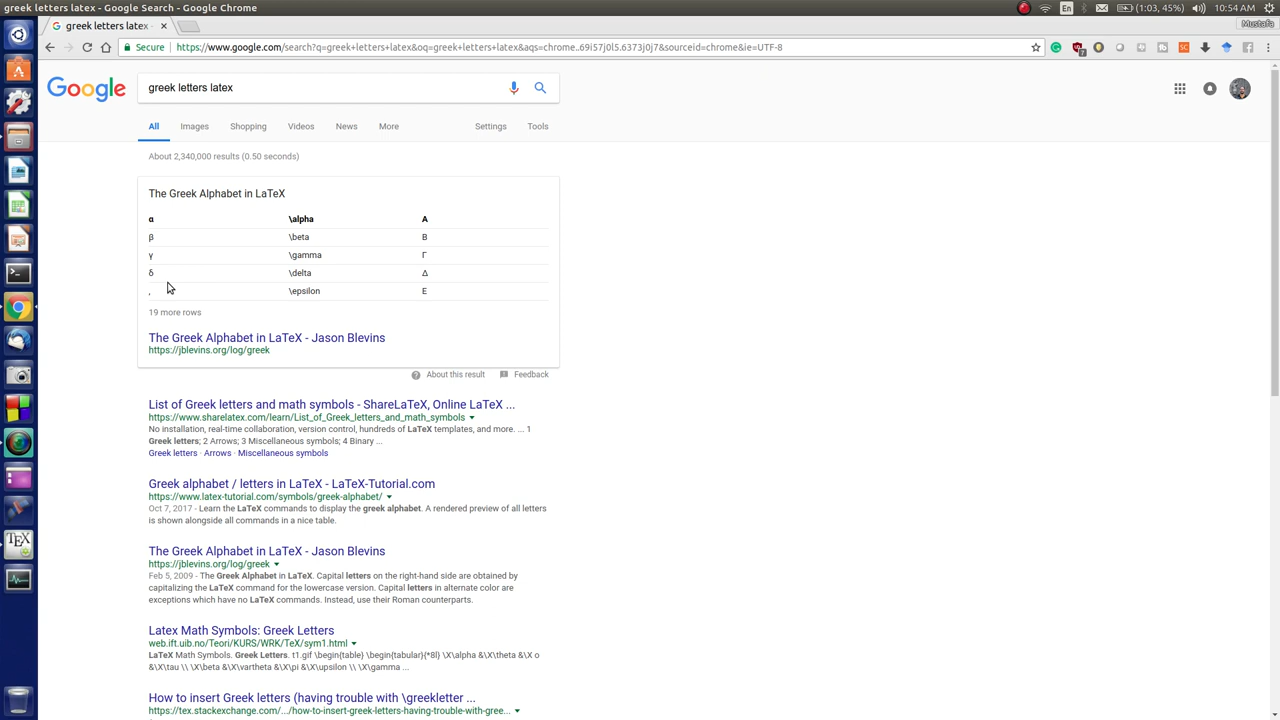 greek letters latex - Google Search - Google Chrome
En
(1:03, 45%)
10:54 AM
greek letters latex -
Mustafa
Secure
https://www.google.com/search?q=greek+letters+latex&oq=greek+letters+latex&aqs=chrome..69i57j0l5.6373j0j7&sourceid=chrome&ie=UTF-8
7
Google
greek letters latex
All Images Shopping Videos News More Settings Tools
About 2,340,000 results (0.50 seconds)
The Greek Alphabet in LaTeX
α \alpha A
β \beta B
γ \gamma Γ
δ \delta Δ
, \epsilon E
19 more rows
The Greek Alphabet in LaTeX - Jason Blevins
https://jblevins.org/log/greek
About this result Feedback
List of Greek letters and math symbols - ShareLaTeX, Online LaTeX ...
https://www.sharelatex.com/learn/List_of_Greek_letters_and_math_symbols
No installation, real-time collaboration, version control, hundreds of LaTeX templates, and more. ... 1
Greek letters; 2 Arrows; 3 Miscellaneous symbols; 4 Binary ...
Greek letters · Arrows · Miscellaneous symbols
Greek alphabet / letters in LaTeX - LaTeX-Tutorial.com
https://www.latex-tutorial.com/symbols/greek-alphabet/
Oct 7, 2017 - Learn the LaTeX commands to display the greek alphabet. A rendered preview of all letters
is shown alongside all commands in a nice table.
The Greek Alphabet in LaTeX - Jason Blevins
https://jblevins.org/log/greek
Feb 5, 2009 - The Greek Alphabet in LaTeX. Capital letters on the right-hand side are obtained by
capitalizing the LaTeX command for the lowercase version. Capital letters in alternate color are
exceptions which have no LaTeX commands. Instead, use their Roman counterparts.
Latex Math Symbols: Greek Letters
web.ift.uib.no/Teori/KURS/WRK/TeX/sym1.html
LaTeX Math Symbols. Greek Letters. t1.gif \begin{table} \begin{tabular}{*8l} \X\alpha &\X\theta &\X o
&\X\tau \\ \X\beta &\X\vartheta &\X\pi &\X\upsilon \\ \X\gamma ...
How to insert Greek letters (having trouble with \greekletter ...
https://tex.stackexchange.com/.../how-to-insert-greek-letters-having-trouble-with-gree...
TEX